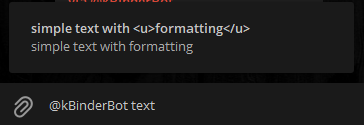 simple text with <u>formatting</u>
simple text with formatting
@kBinderBot text